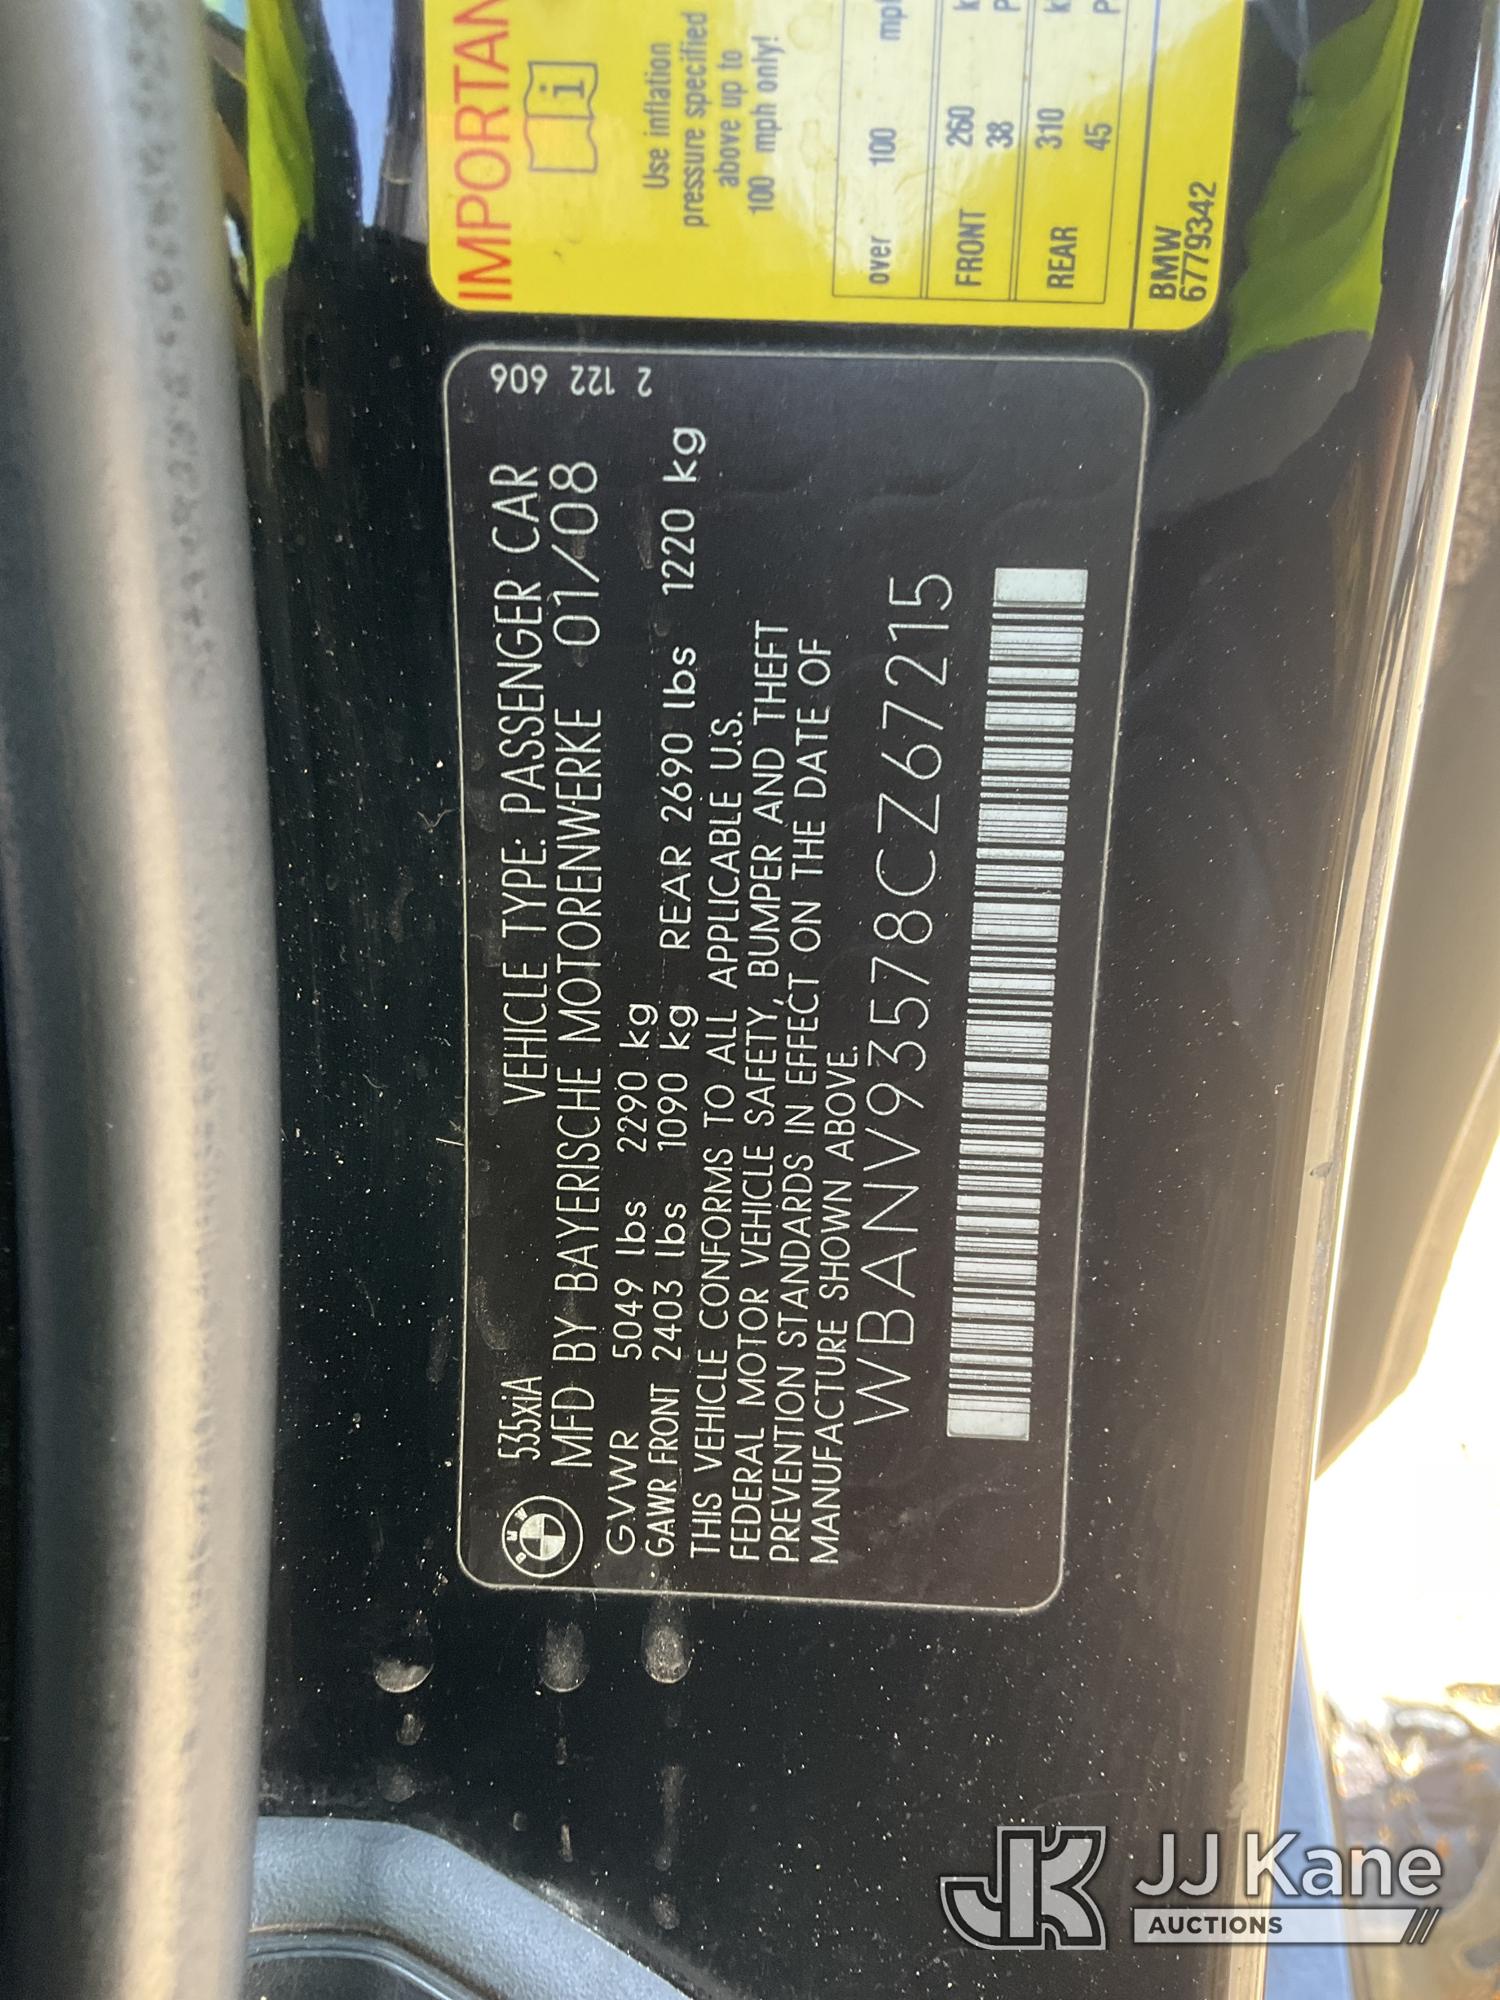 535xiA VEHICLE TYPE: PASSENGER CAR
MFD BY BAYERISCHE MOTORENWERKE 01/08
GVWR 5049 lbs 2290 kg
GAWR FRONT 2403 lbs 1090 kg REAR 2690 lbs 1220 kg
THIS VEHICLE CONFORMS TO ALL APPLICABLE U.S.
FEDERAL MOTOR VEHICLE SAFETY, BUMPER AND THEFT
PREVENTION STANDARDS IN EFFECT ON THE DATE OF
MANUFACTURE SHOWN ABOVE.
WBANV93578CZ67215
2 122 606
IMPORTAN
i
Use inflation
pressure specified
above up to
100 mph only!
over 100 mph
FRONT 260 k
38 P
REAR 310 k
45 P
BMW
67779342
BMW
JK
JJ Kane
AUCTIONS